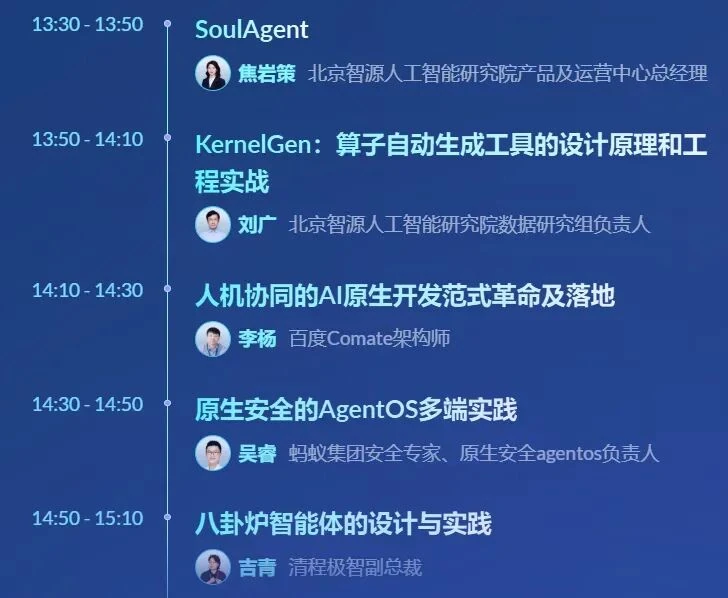 13:30 - 13:50
SoulAgent
焦岩策 北京智源人工智能研究院产品及运营中心总经理
13:50 - 14:10
KernelGen：算子自动生成工具的设计原理和工
程实战
刘广 北京智源人工智能研究院数据研究组负责人
14:10 - 14:30
人机协同的AI原生开发范式革命及落地
李杨 百度Comate架构师
14:30 - 14:50
原生安全的AgentOS多端实践
吴睿 蚂蚁集团安全专家、原生安全agentos负责人
14:50 - 15:10
八卦炉智能体的设计与实践
吉青 清程极智副总裁